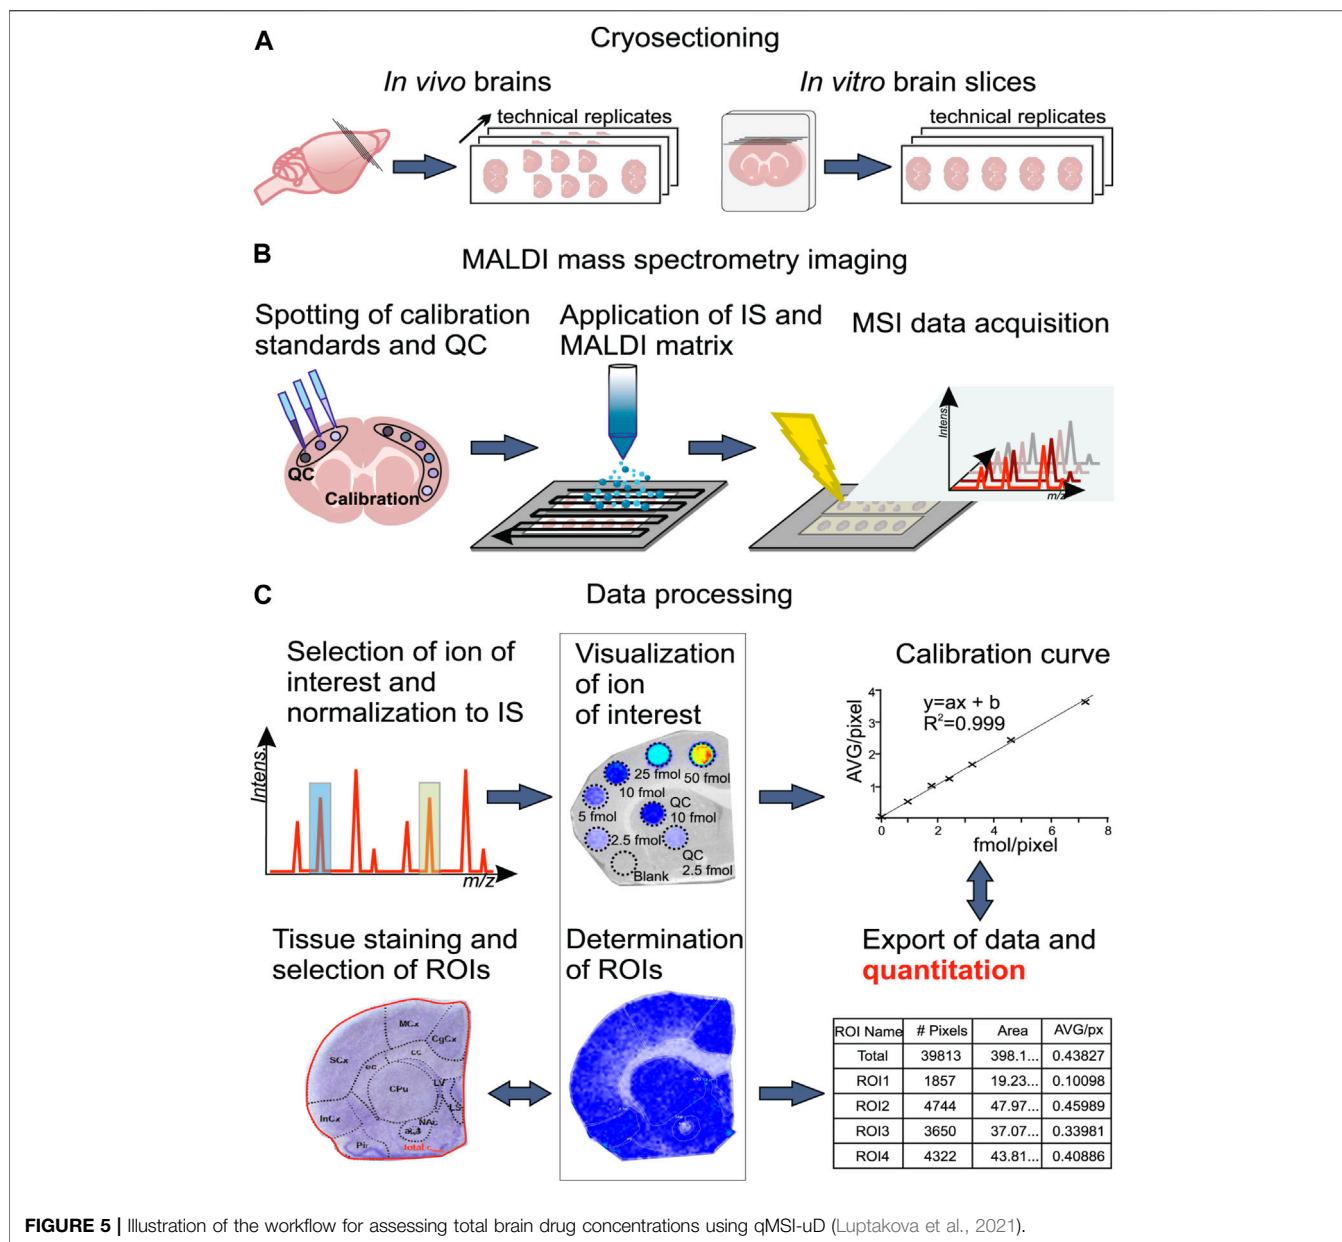 A
Cryosectioning
In vivo brains
In vitro brain slices
technical replicates
technical replicates
B
MALDI mass spectrometry imaging
Spotting of calibration
standards and QC
Application of IS and
MALDI matrix
MSI data acquisition
QC
Calibration
Intens.
m/z
C
Data processing
Selection of ion of
interest and
normalization to IS
Intens.
m/z
Visualization
of ion
of interest
25 fmol
50 fmol
10 fmol
5 fmol
QC
10 fmol
2.5 fmol
QC
2.5 fmol
Blank
Calibration curve
y=ax + b
R²=0.999
AVG/pixel
4
3
2
1
0
2
4
6
8
fmol/pixel
Tissue staining and
selection of ROIs
MCx
CgCx
SCx
cc
ec
CPu
LV
LS
InCx
NAc
Pir
Determination
of ROIs
Export of data and
quantitation
ROI Name # Pixels Area AVG/px
Total 39813 398.1... 0.43827
ROI1 1857 19.23... 0.10098
ROI2 4744 47.97... 0.45989
ROI3 3650 37.07... 0.33981
ROI4 4322 43.81... 0.40886
FIGURE 5 | Illustration of the workflow for assessing total brain drug concentrations using qMSI-uD (Luptakova et al., 2021).